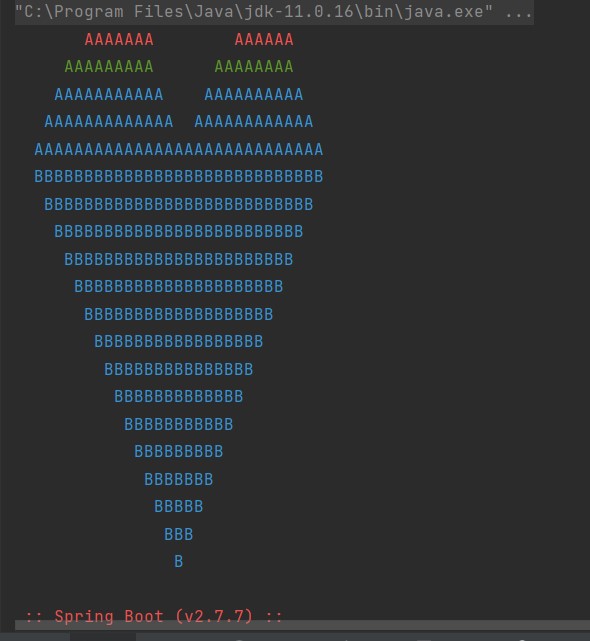 "C:\Program Files\Java\jdk-11.0.16\bin\java.exe" ...
       AAAAAAA        AAAAAA
     AAAAAAAAA      AAAAAAAA
    AAAAAAAAAAA    AAAAAAAAAA
   AAAAAAAAAAAAA  AAAAAAAAAAAA
  AAAAAAAAAAAAAAAAAAAAAAAAAAAAA
  BBBBBBBBBBBBBBBBBBBBBBBBBBBBB
   BBBBBBBBBBBBBBBBBBBBBBBBBBB
    BBBBBBBBBBBBBBBBBBBBBBBBB
     BBBBBBBBBBBBBBBBBBBBBBB
      BBBBBBBBBBBBBBBBBBBBB
       BBBBBBBBBBBBBBBBBBB
        BBBBBBBBBBBBBBBBB
         BBBBBBBBBBBBBBB
          BBBBBBBBBBBBB
           BBBBBBBBBBB
            BBBBBBBBB
             BBBBBBB
              BBBBB
               BBB
                B
 :: Spring Boot (v2.7.7) ::